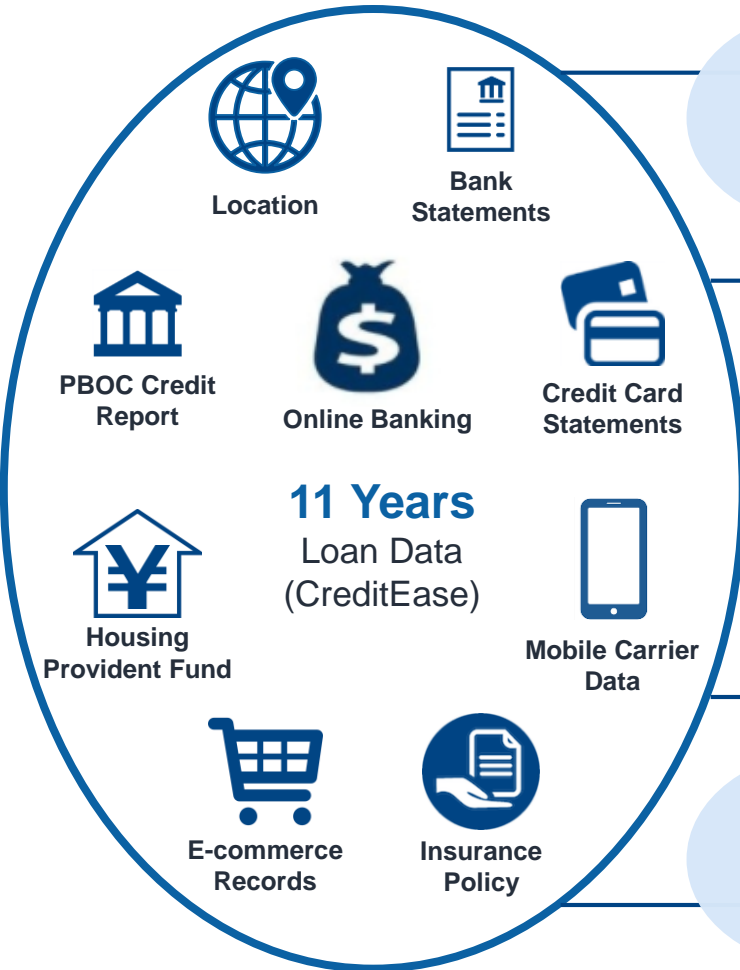 Location
Bank
Statements
PBOC Credit
Report
$
Online Banking
Credit Card
Statements
11 Years
Loan Data
(CreditEase)
¥
Housing
Provident Fund
Mobile Carrier
Data
E-commerce
Records
Insurance
Policy